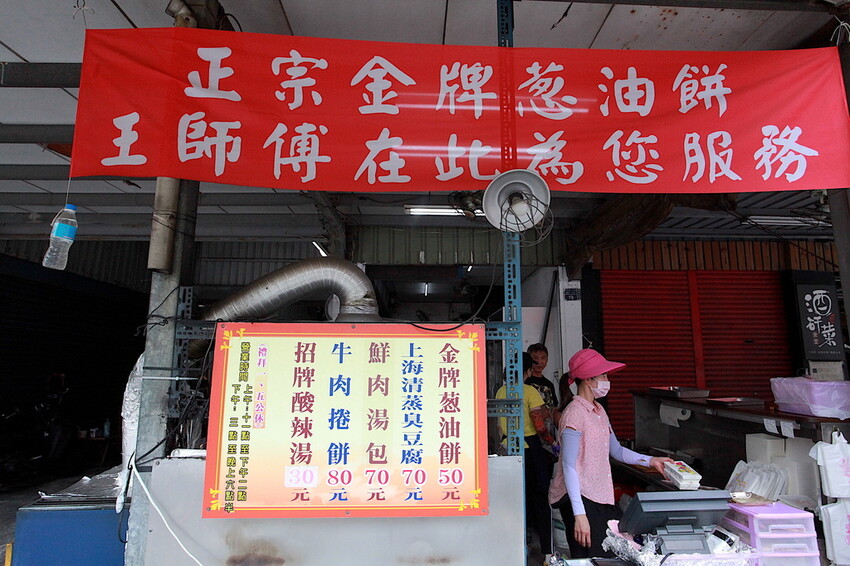 正宗金牌葱油餅
王師傅在此為您服務
金牌葱油餅50元
上海清蒸臭豆腐70元
鮮肉湯包70元
牛肉捲餅80元
招牌酸辣湯30元
禮拜一、五公休
營業時間 上午十一點至下午二點
下午三點至晚上六點半